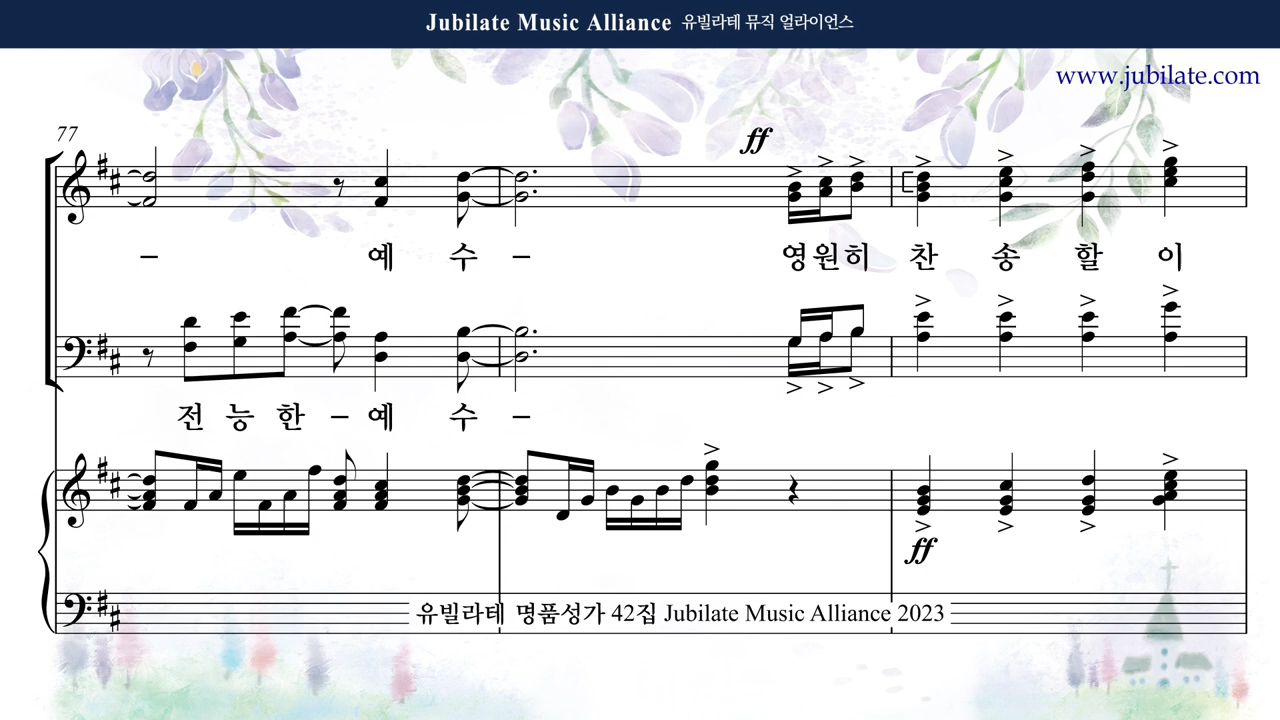 Jubilate Music Alliance 유빌라테 뮤직 얼라이언스
www.jubilate.com
77
ff
- 예 수 - 영원히 찬 송 할 이
전 능 한 - 예 수 -
ff
유빌라테 명품성가 42집 Jubilate Music Alliance 2023